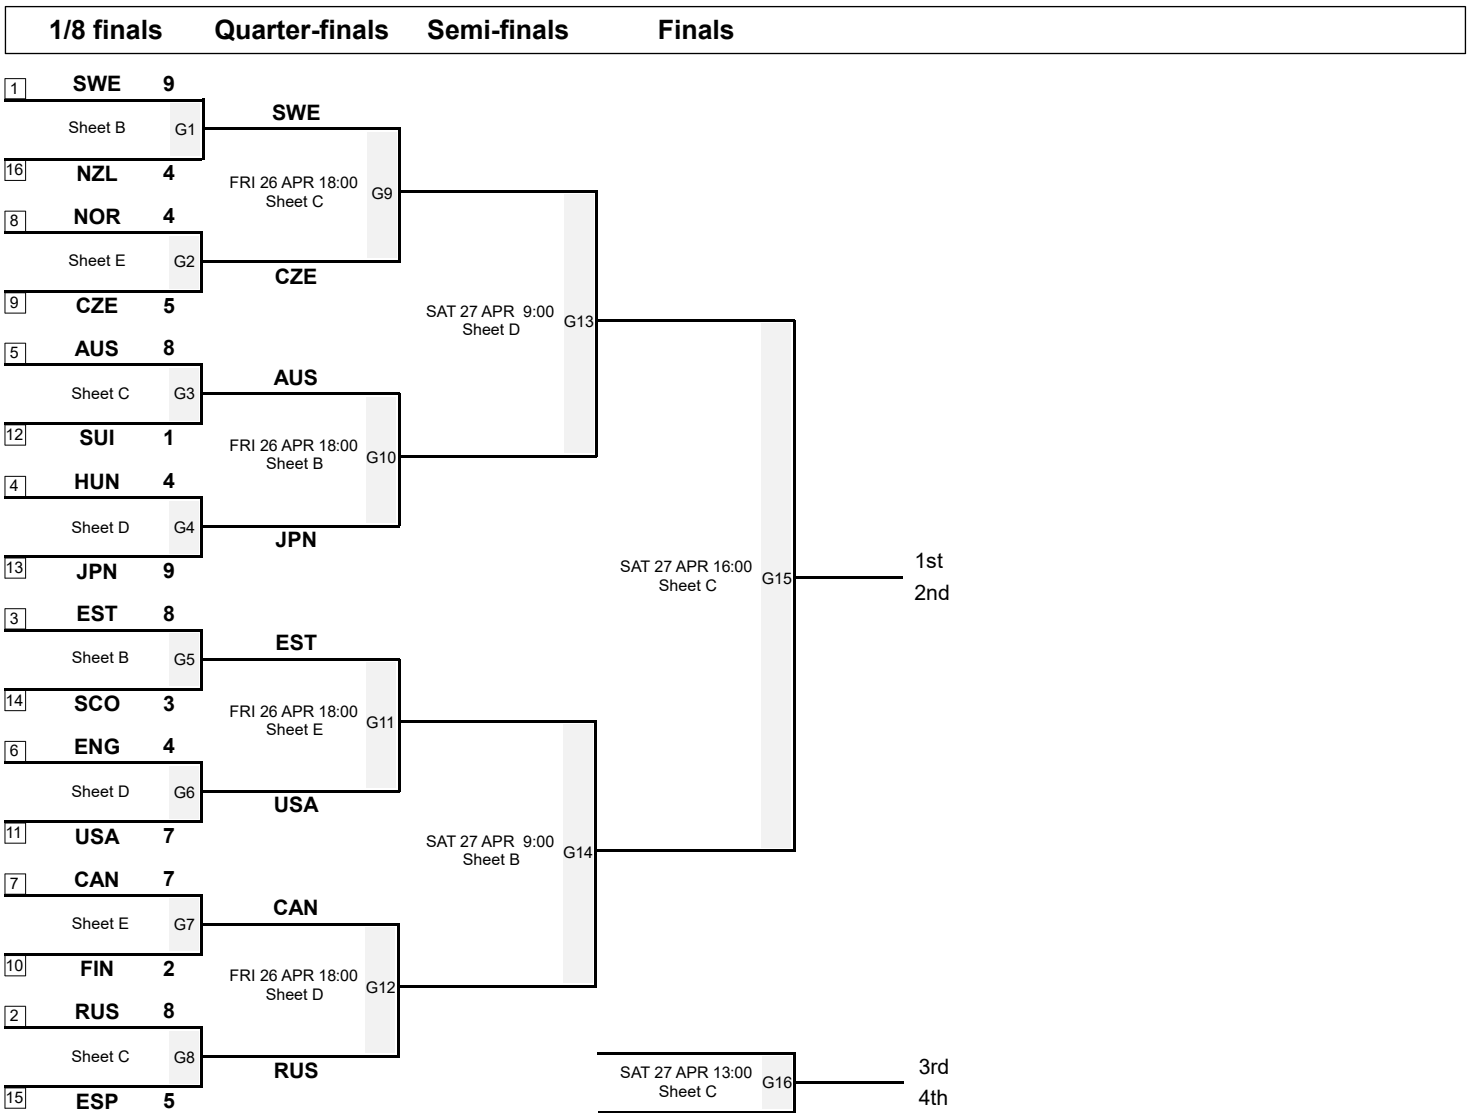 1/8 finals Quarter-finals Semi-finals Finals
1 SWE 9
Sheet B G1
16 NZL 4
SWE
FRI 26 APR 18:00
Sheet C
G9
CZE
8 NOR 4
Sheet E G2
9 CZE 5
SAT 27 APR 9:00
Sheet D
G13
5 AUS 8
Sheet C G3
12 SUI 1
AUS
FRI 26 APR 18:00
Sheet B
G10
JPN
4 HUN 4
Sheet D G4
13 JPN 9
SAT 27 APR 16:00
Sheet C
G15
1st
2nd
3 EST 8
Sheet B G5
14 SCO 3
EST
FRI 26 APR 18:00
Sheet E
G11
USA
6 ENG 4
Sheet D G6
11 USA 7
SAT 27 APR 9:00
Sheet B
G14
7 CAN 7
Sheet E G7
10 FIN 2
CAN
FRI 26 APR 18:00
Sheet D
G12
RUS
2 RUS 8
Sheet C G8
15 ESP 5
SAT 27 APR 13:00
Sheet C
G16
3rd
4th